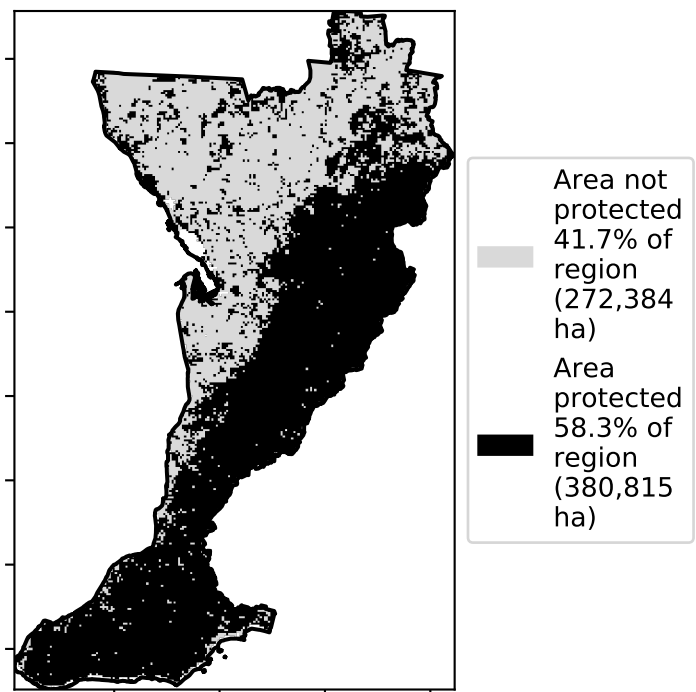 Area not
protected
41.7% of
region
(272,384
ha)
Area
protected
58.3% of
region
(380,815
ha)